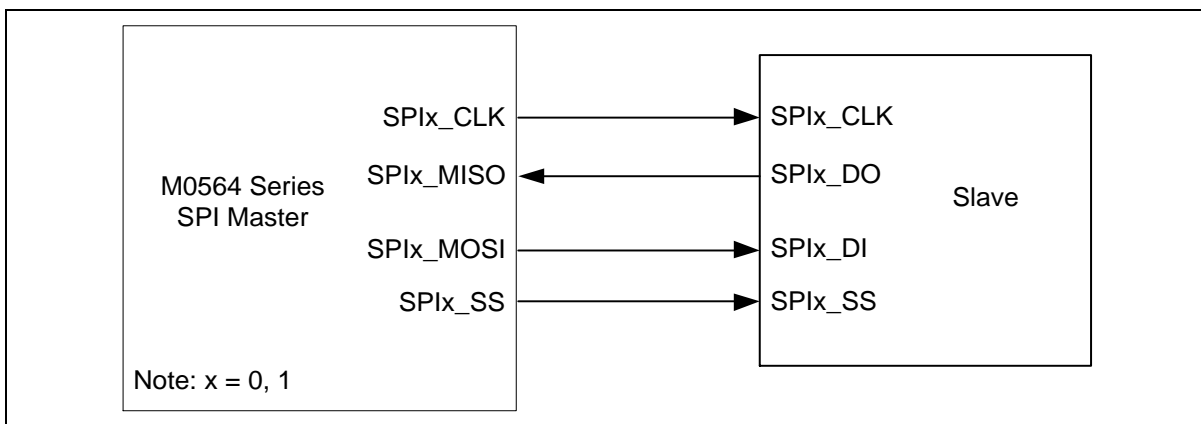 SPIx_CLK
SPIx_CLK
SPIx_MISO
SPIx_DO
M0564 Series
SPI Master
Slave
SPIx_MOSI
SPIx_DI
SPIx_SS
SPIx_SS
Note: x = 0, 1